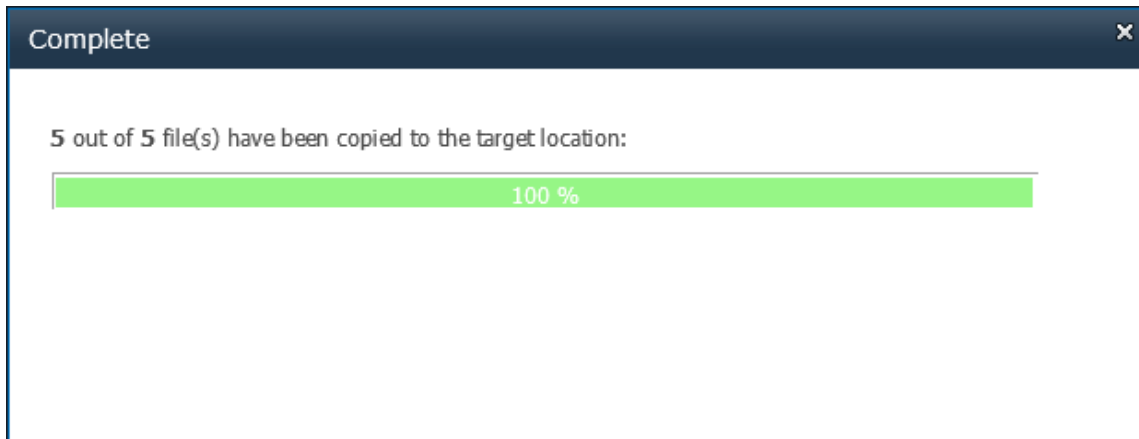 Complete
5 out of 5 file(s) have been copied to the target location:
100 %